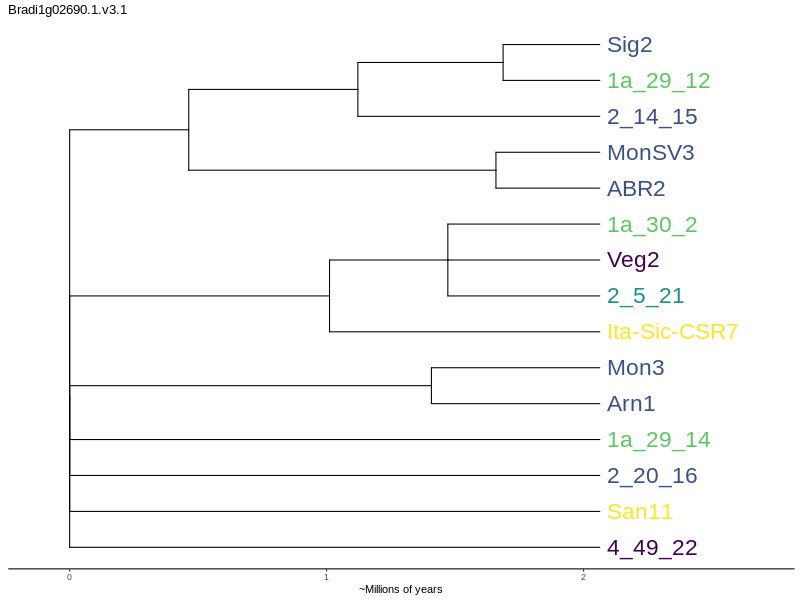 Bradi1g02690.1.v3.1
Sig2
1a_29_12
2_14_15
MonSV3
ABR2
1a_30_2
Veg2
2_5_21
Ita-Sic-CSR7
Mon3
Arn1
1a_29_14
2_20_16
San11
4_49_22
0 1 2
~Millions of years